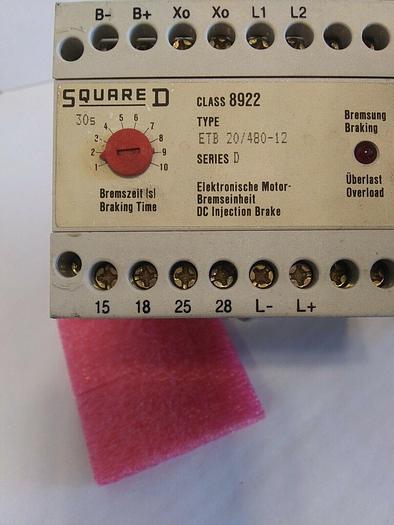 B- B+ Xo Xo L1 L2
SQUARE D
CLASS 8922
30s
TYPE
ETB 20/480-12
SERIES D
1 2 3 4 5 6 7 8 9 10
Bremszeit [s]
Braking Time
Elektronische Motor-
Bremseinheit
DC Injection Brake
Bremsung
Braking
Überlast
Overload
15 18 25 28 L- L+